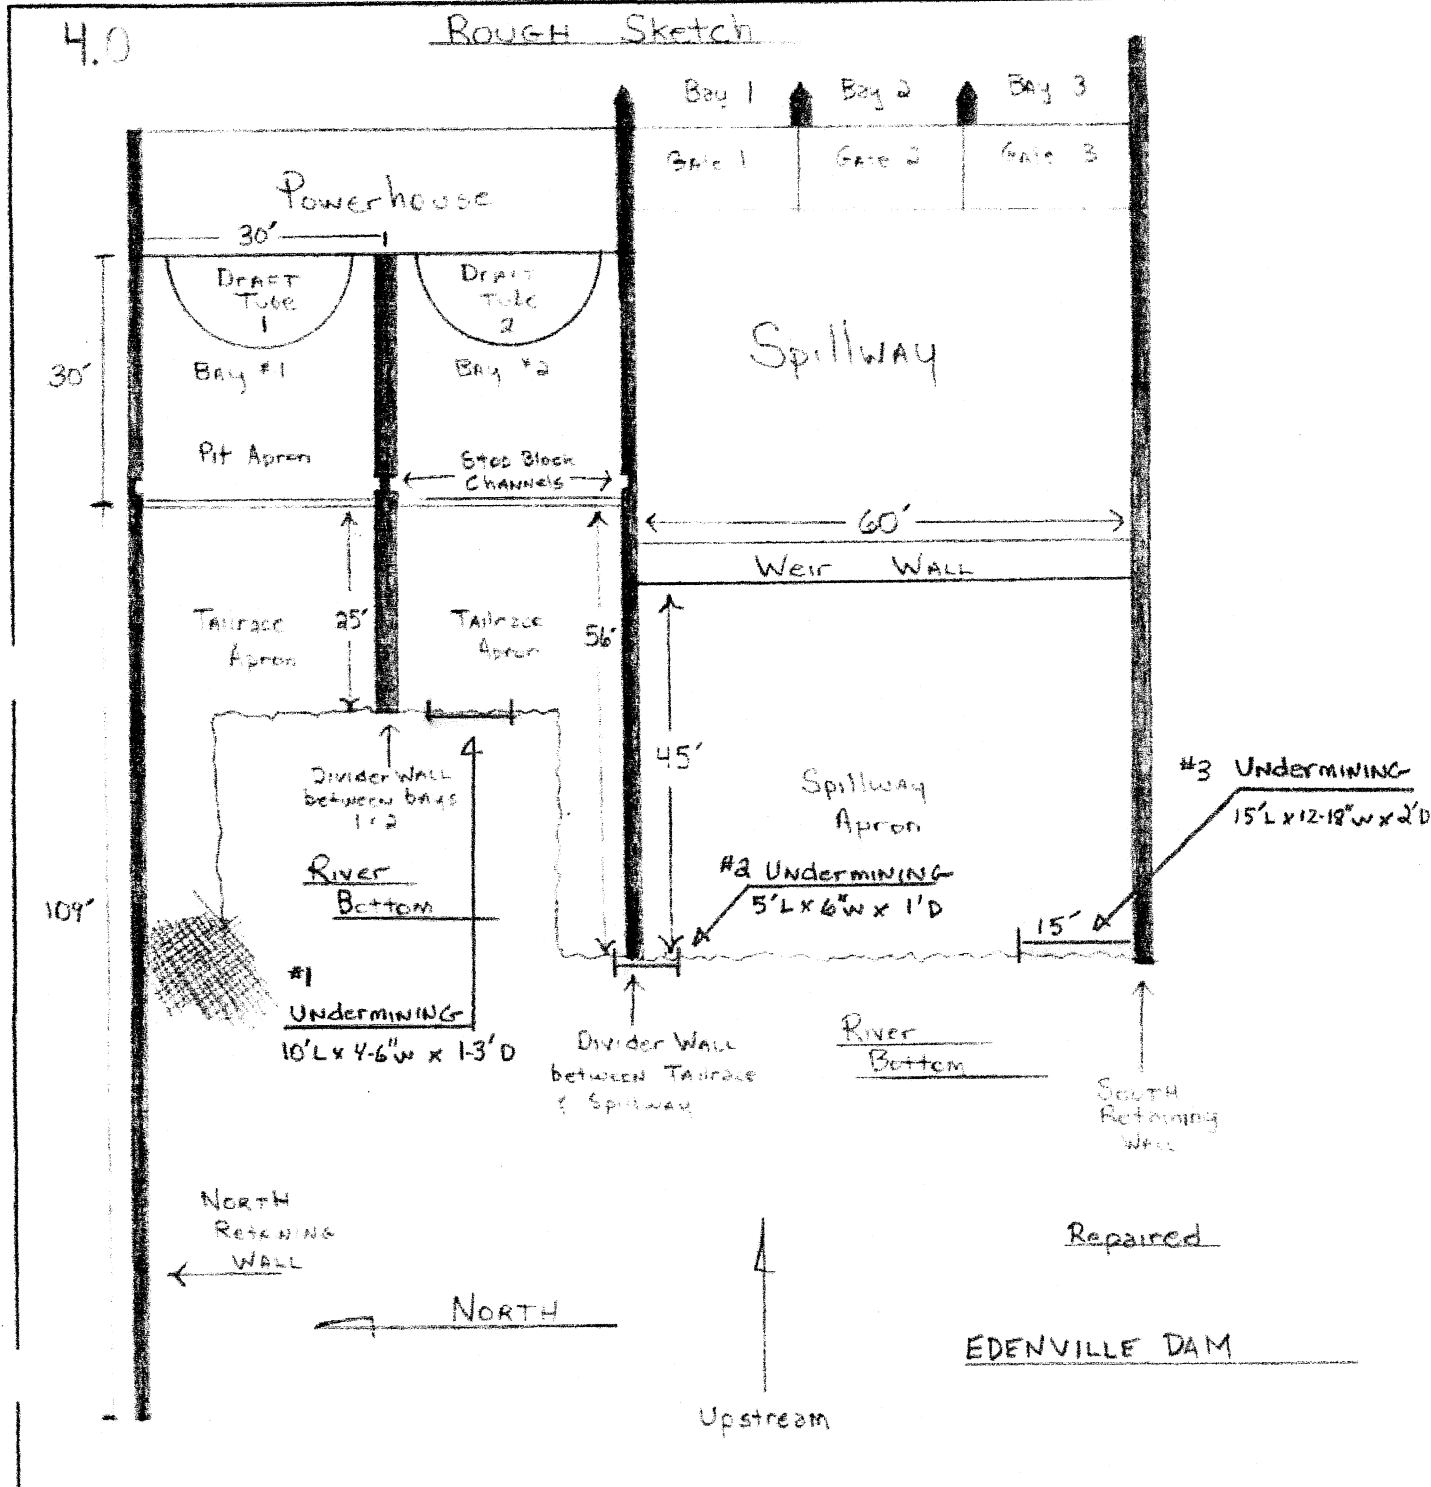 4.0
ROUGH Sketch
Bay 1
Bay 2
BAy 3
GATE 1
GATE 2
GATE 3
Powerhouse
30'
DrAFT
Tube
1
DrAFT
Tube
2
Spillway
30'
BAy #1
BAy #2
Pit Apron
Stop Block
CHANNels
60'
Weir WALL
TAilrace
Apron
25'
TAilrace
Apron
56'
45'
Divider WALL
between bays
1 & 2
Spillway
Apron
#3 UNderMINING
15'L x 12-18"W x 2'D
River
Bottom
#2 UNderMINING
5'L x 6"W x 1'D
109'
15'
#1
UNderMINING
10'L x 4-6"W x 1-3'D
Divider WALL
between TAilrace
& Spillway
River
Bottom
SOUTH
Retaining
WALL
NORTH
RetaiNiNG
WALL
Repaired
NORTH
EDENVILLE DAM
Upstream